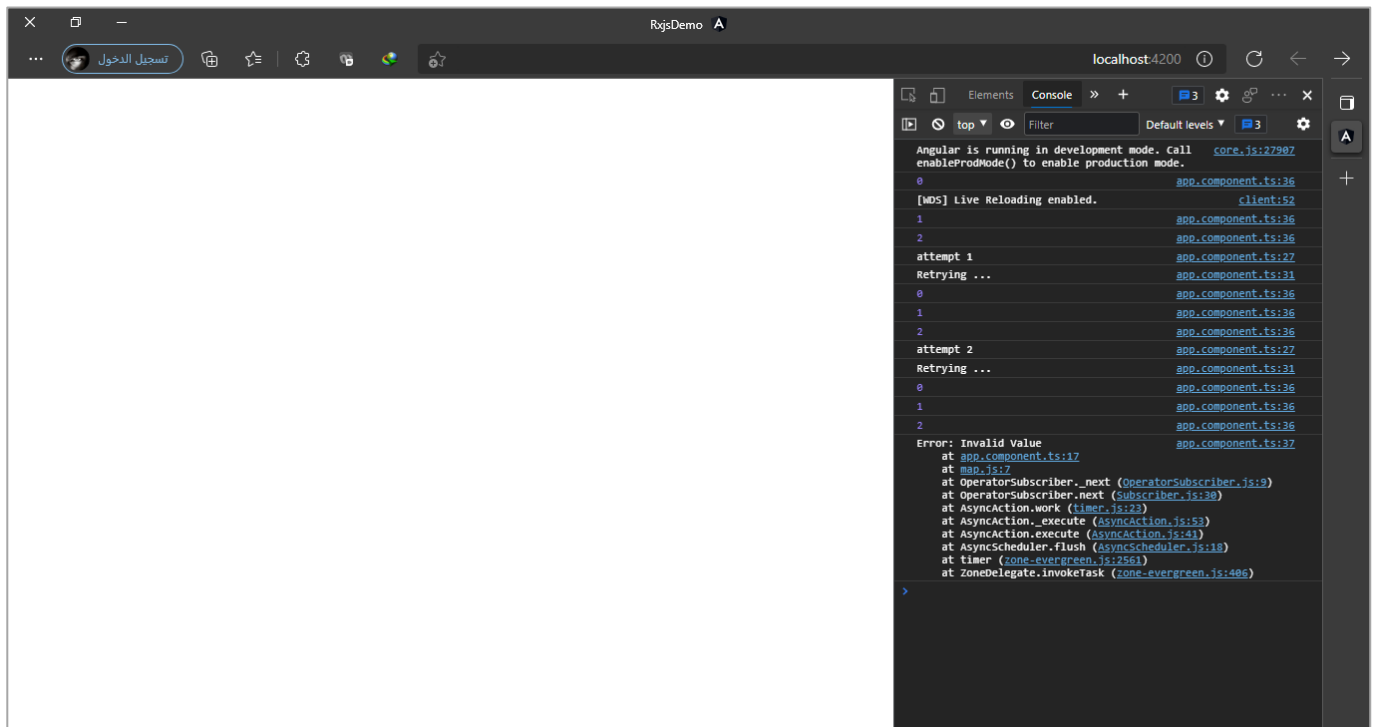 RxjsDemo
تسجيل الدخول
localhost:4200
Elements Console 3
top Filter Default levels 3
Angular is running in development mode. Call core.js:27907
enableProdMode() to enable production mode.
0 app.component.ts:36
[WDS] Live Reloading enabled. client:52
1 app.component.ts:36
2 app.component.ts:36
attempt 1 app.component.ts:27
Retrying ... app.component.ts:31
0 app.component.ts:36
1 app.component.ts:36
2 app.component.ts:36
attempt 2 app.component.ts:27
Retrying ... app.component.ts:31
0 app.component.ts:36
1 app.component.ts:36
2 app.component.ts:36
Error: Invalid Value app.component.ts:37
at app.component.ts:17
at map.js:7
at OperatorSubscriber._next (OperatorSubscriber.js:9)
at OperatorSubscriber.next (Subscriber.js:30)
at AsyncAction.work (timer.js:23)
at AsyncAction._execute (AsyncAction.js:53)
at AsyncAction.execute (AsyncAction.js:41)
at AsyncScheduler.flush (AsyncScheduler.js:18)
at timer (zone-evergreen.js:2561)
at ZoneDelegate.invokeTask (zone-evergreen.js:406)